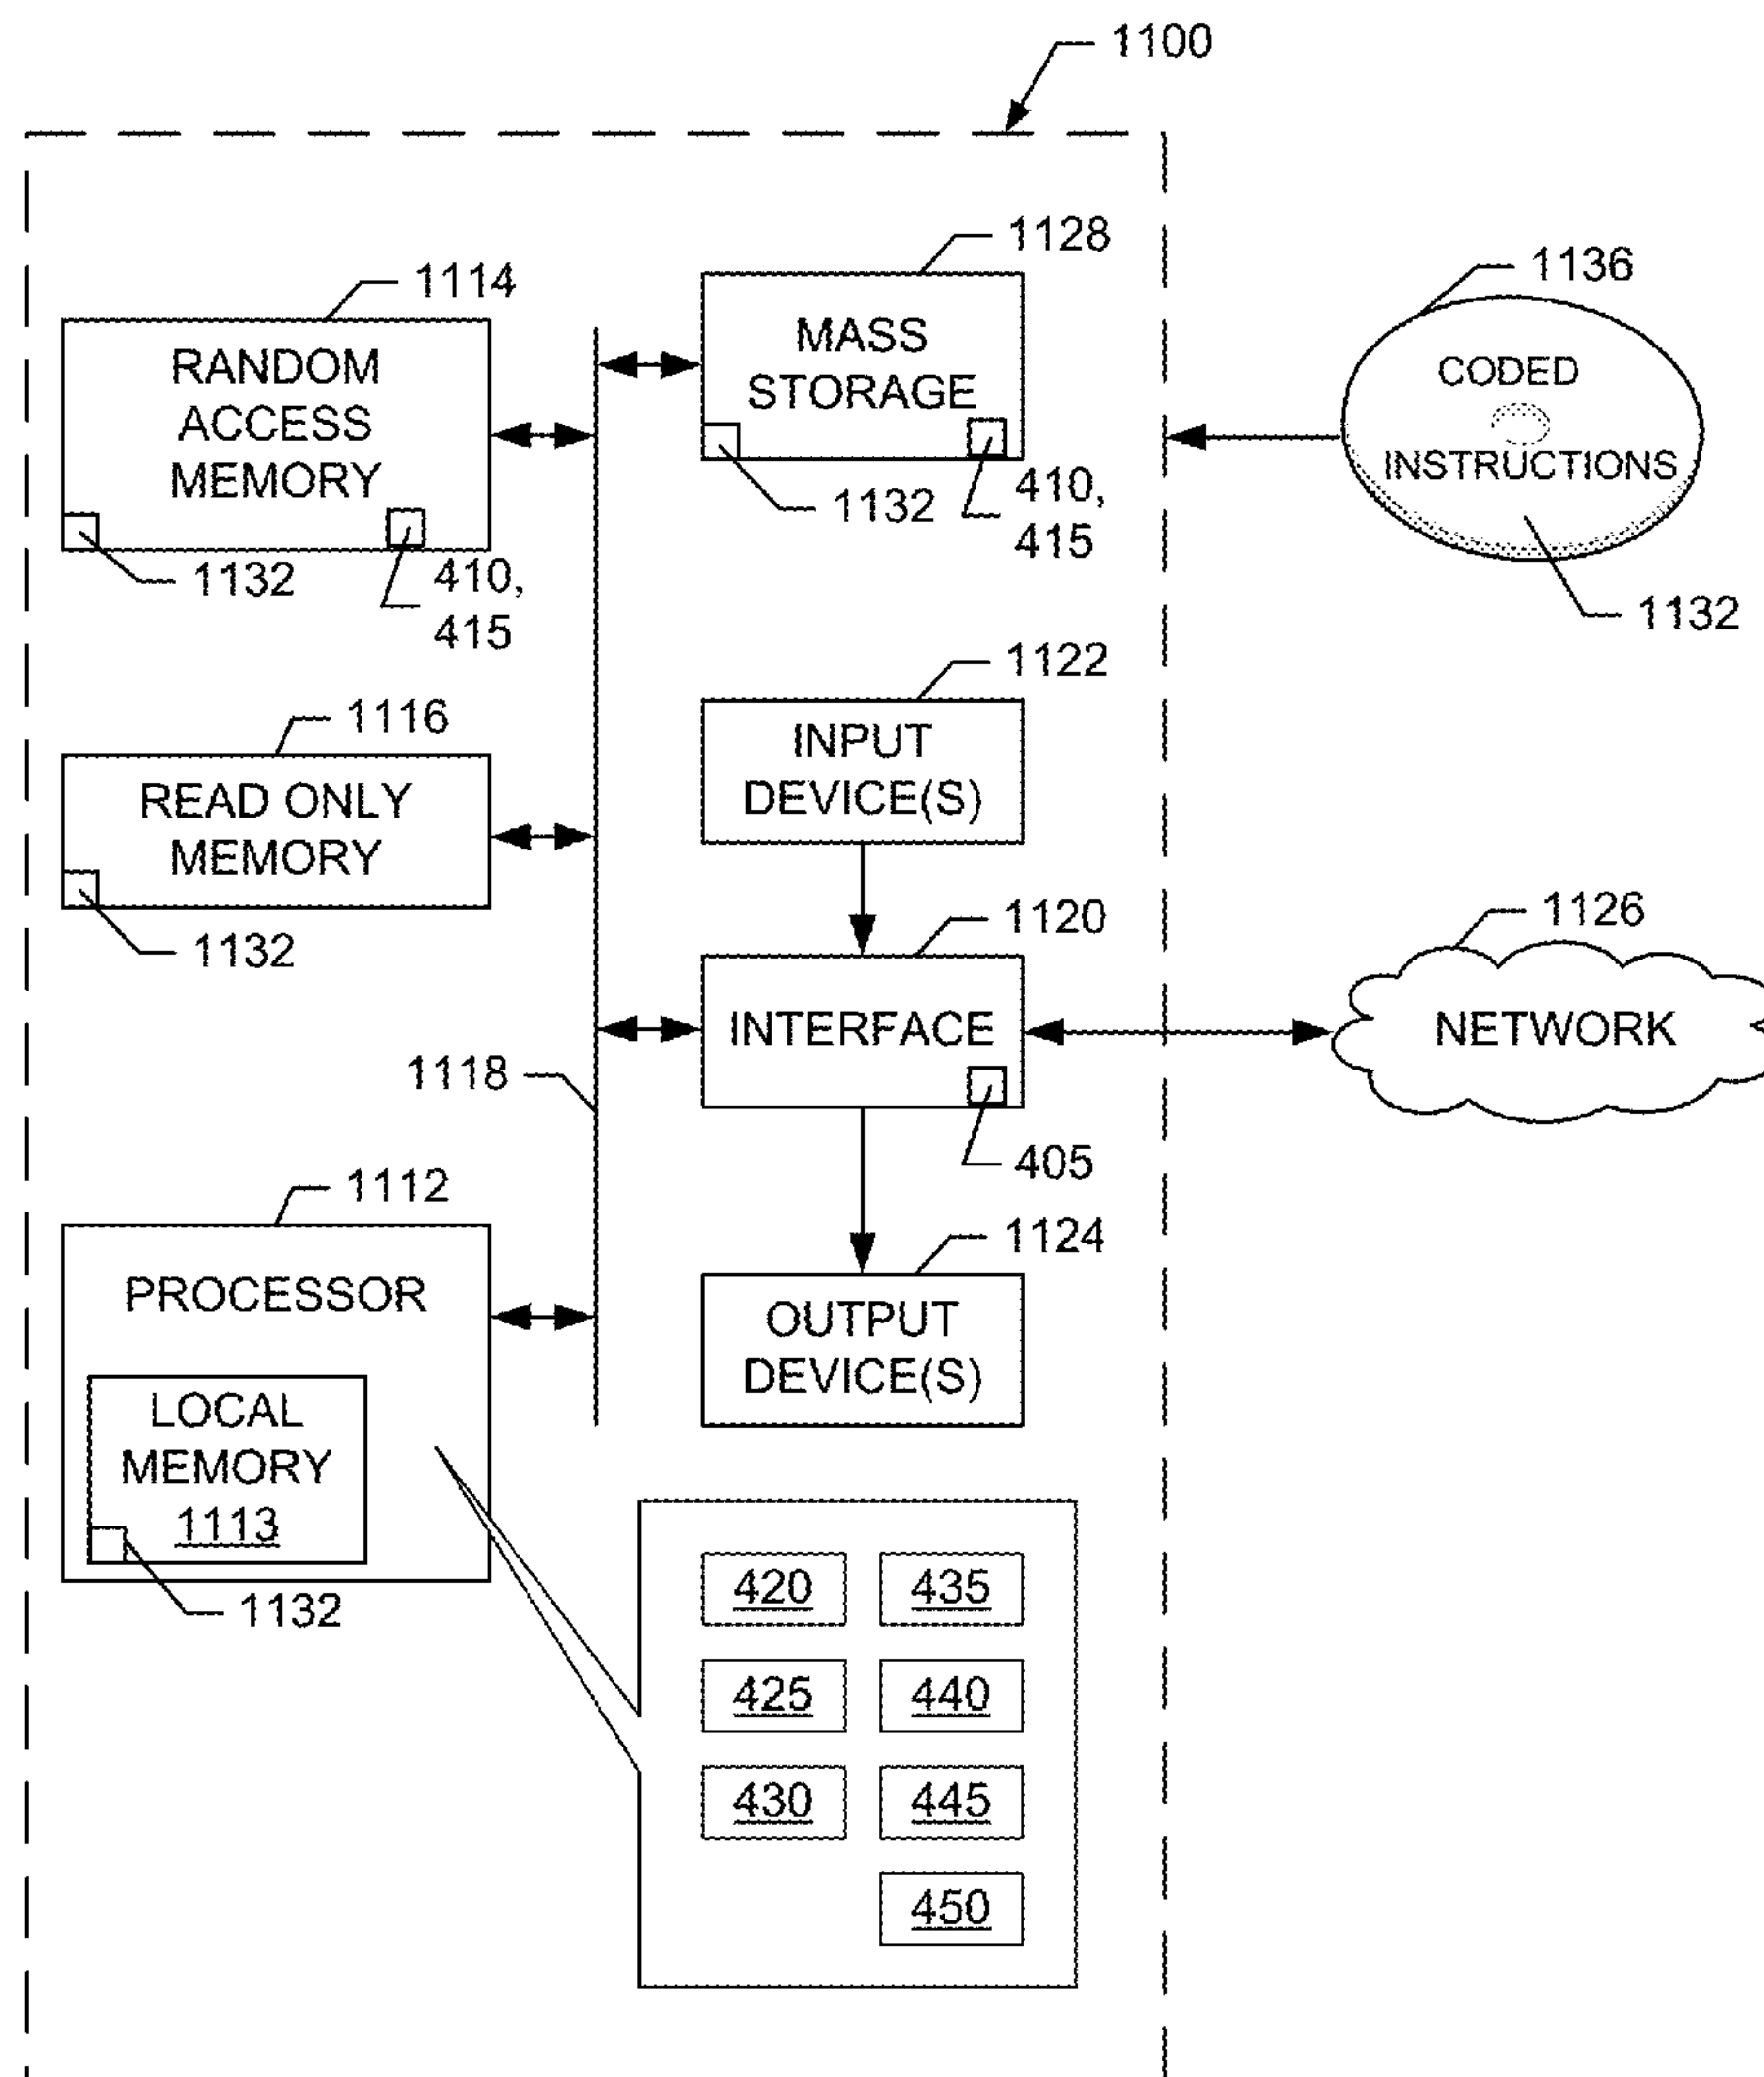 1100
1128
1114
MASS
STORAGE
1136
RANDOM
ACCESS
MEMORY
CODED
INSTRUCTIONS
1132
410,
415
1132
410,
415
1132
1122
INPUT
DEVICE(S)
1116
READ ONLY
MEMORY
1132
1120
INTERFACE
1126
NETWORK
1118
405
1112
PROCESSOR
1124
OUTPUT
DEVICE(S)
LOCAL
MEMORY
1113
1132
420
435
425
440
430
445
450